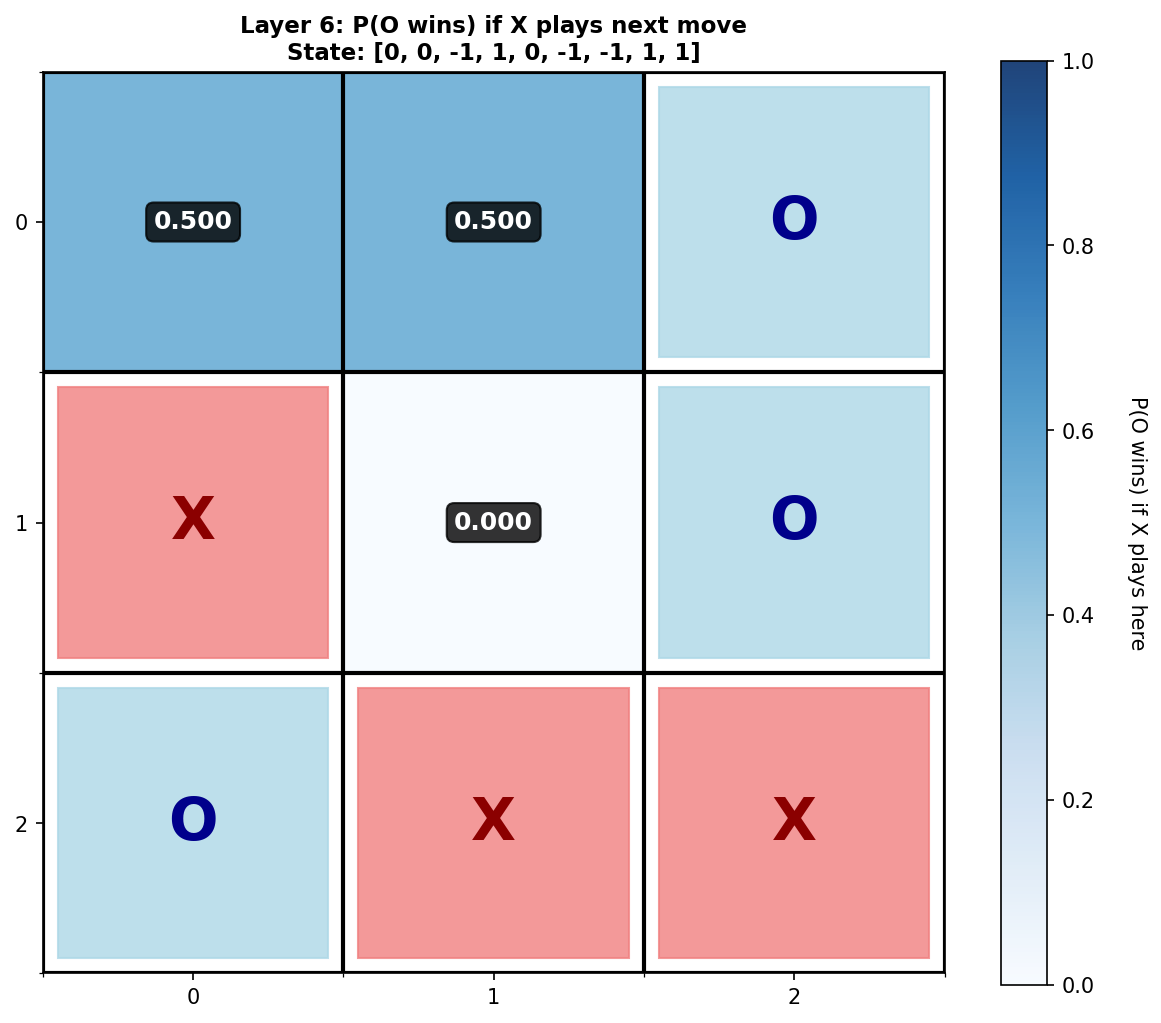 Layer 6: P(O wins) if X plays next move
State: [0, 0, -1, 1, 0, -1, -1, 1, 1]
0
0.500
0.500
O
1
X
0.000
O
2
O
X
X
0
1
2
1.0
0.8
0.6
0.4
0.2
0.0
P(O wins) if X plays here